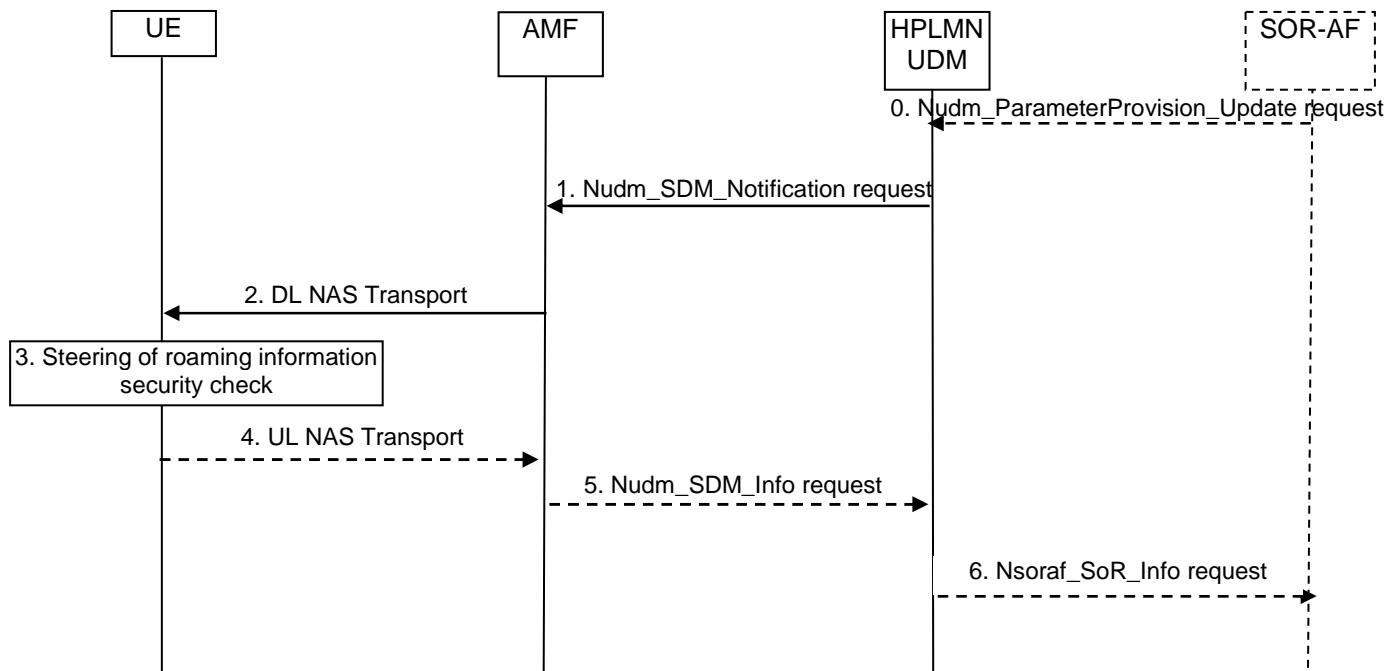 UE
AMF
HPLMN
UDM
SOR-AF
0. Nudm_ParameterProvision_Update request
1. Nudm_SDM_Notification request
2. DL NAS Transport
3. Steering of roaming information
security check
4. UL NAS Transport
5. Nudm_SDM_Info request
6. Nsoraf_SoR_Info request